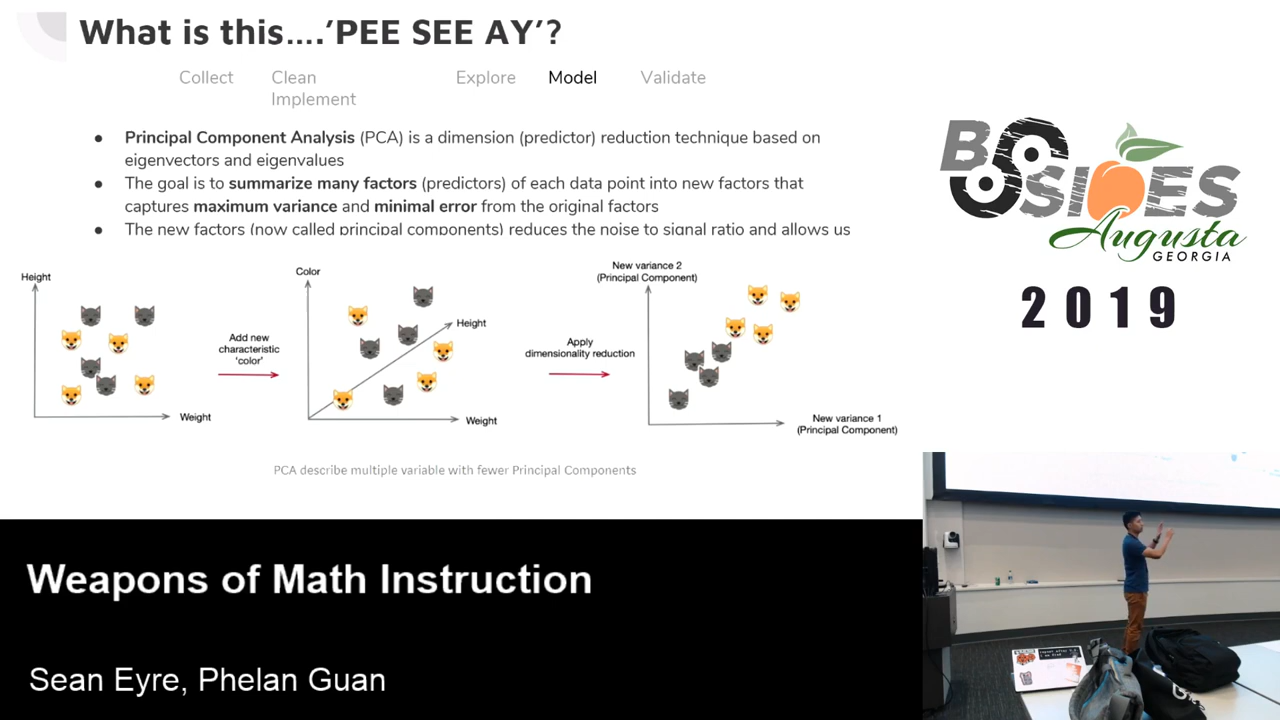 What is this....’PEE SEE AY’?
Collect Clean Explore Model Validate
Implement
● Principal Component Analysis (PCA) is a dimension (predictor) reduction technique based on
eigenvectors and eigenvalues
● The goal is to summarize many factors (predictors) of each data point into new factors that
captures maximum variance and minimal error from the original factors
● The new factors (now called principal components) reduces the noise to signal ratio and allows us
Height
Add new
characteristic
'color'
Weight
Color
Height
Weight
Apply
dimensionality reduction
New variance 2
(Principal Component)
New variance 1
(Principal Component)
PCA describe multiple variable with fewer Principal Components
BSIDES
Augusta
GEORGIA
2019
Weapons of Math Instruction
Sean Eyre, Phelan Guan